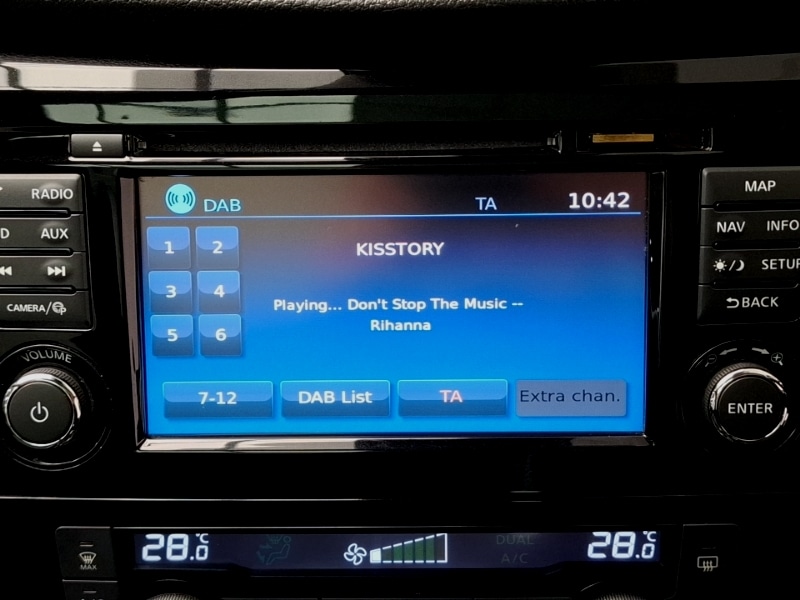 RADIO
D AUX
CAMERA/
VOLUME
DAB TA 10:42
1 2
3 4
5 6
KISSTORY
Playing... Don't Stop The Music --
Rihanna
7-12 DAB List TA Extra chan.
MAP
NAV INFO
SETUP
BACK
ENTER
MAX
28.0°C
DUAL
A/C
28.0°C